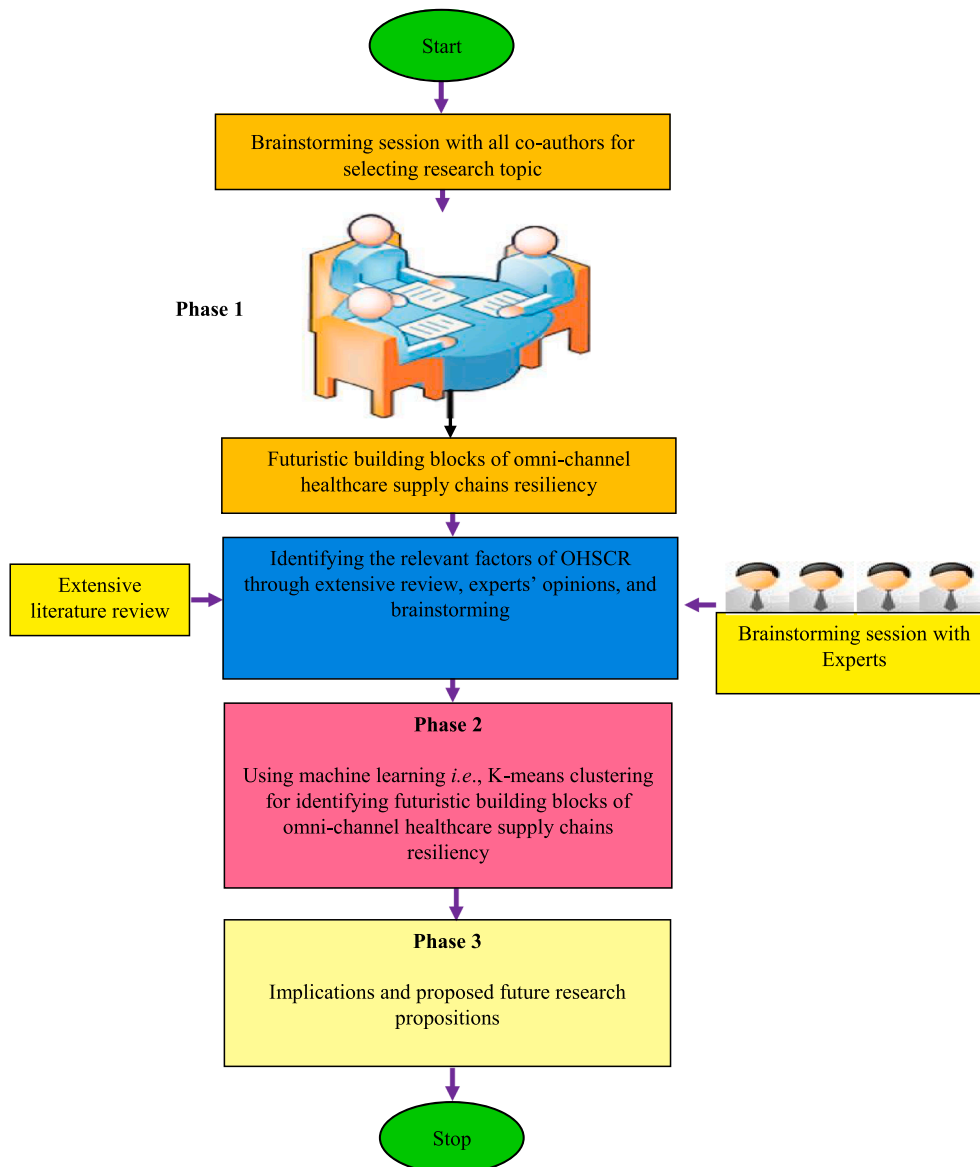 Start
Brainstorming session with all co-authors for
selecting research topic
Phase 1
Futuristic building blocks of omni-channel
healthcare supply chains resiliency
Identifying the relevant factors of OHSCR
through extensive review, experts’ opinions, and
brainstorming
Extensive
literature review
Brainstorming session with
Experts
Phase 2
Using machine learning i.e., K-means clustering
for identifying futuristic building blocks of
omni-channel healthcare supply chains
resiliency
Phase 3
Implications and proposed future research
propositions
Stop